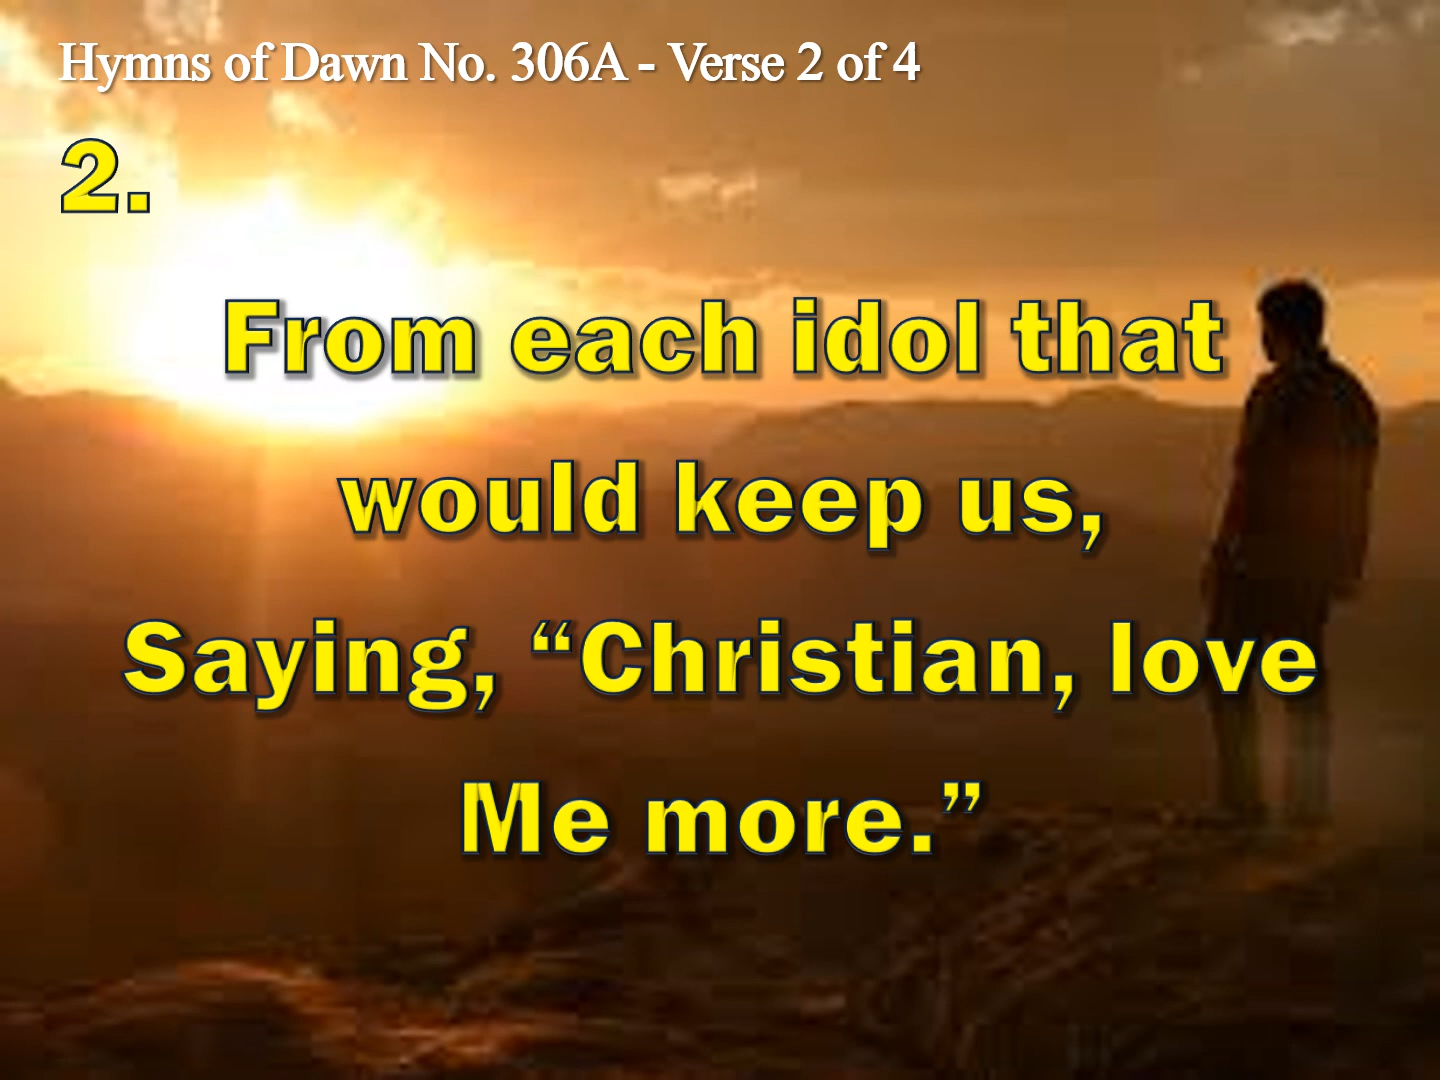 Hymns of Dawn No. 306A - Verse 2 of 4
2.
From each idol that
would keep us,
Saying, “Christian, love
Me more.”